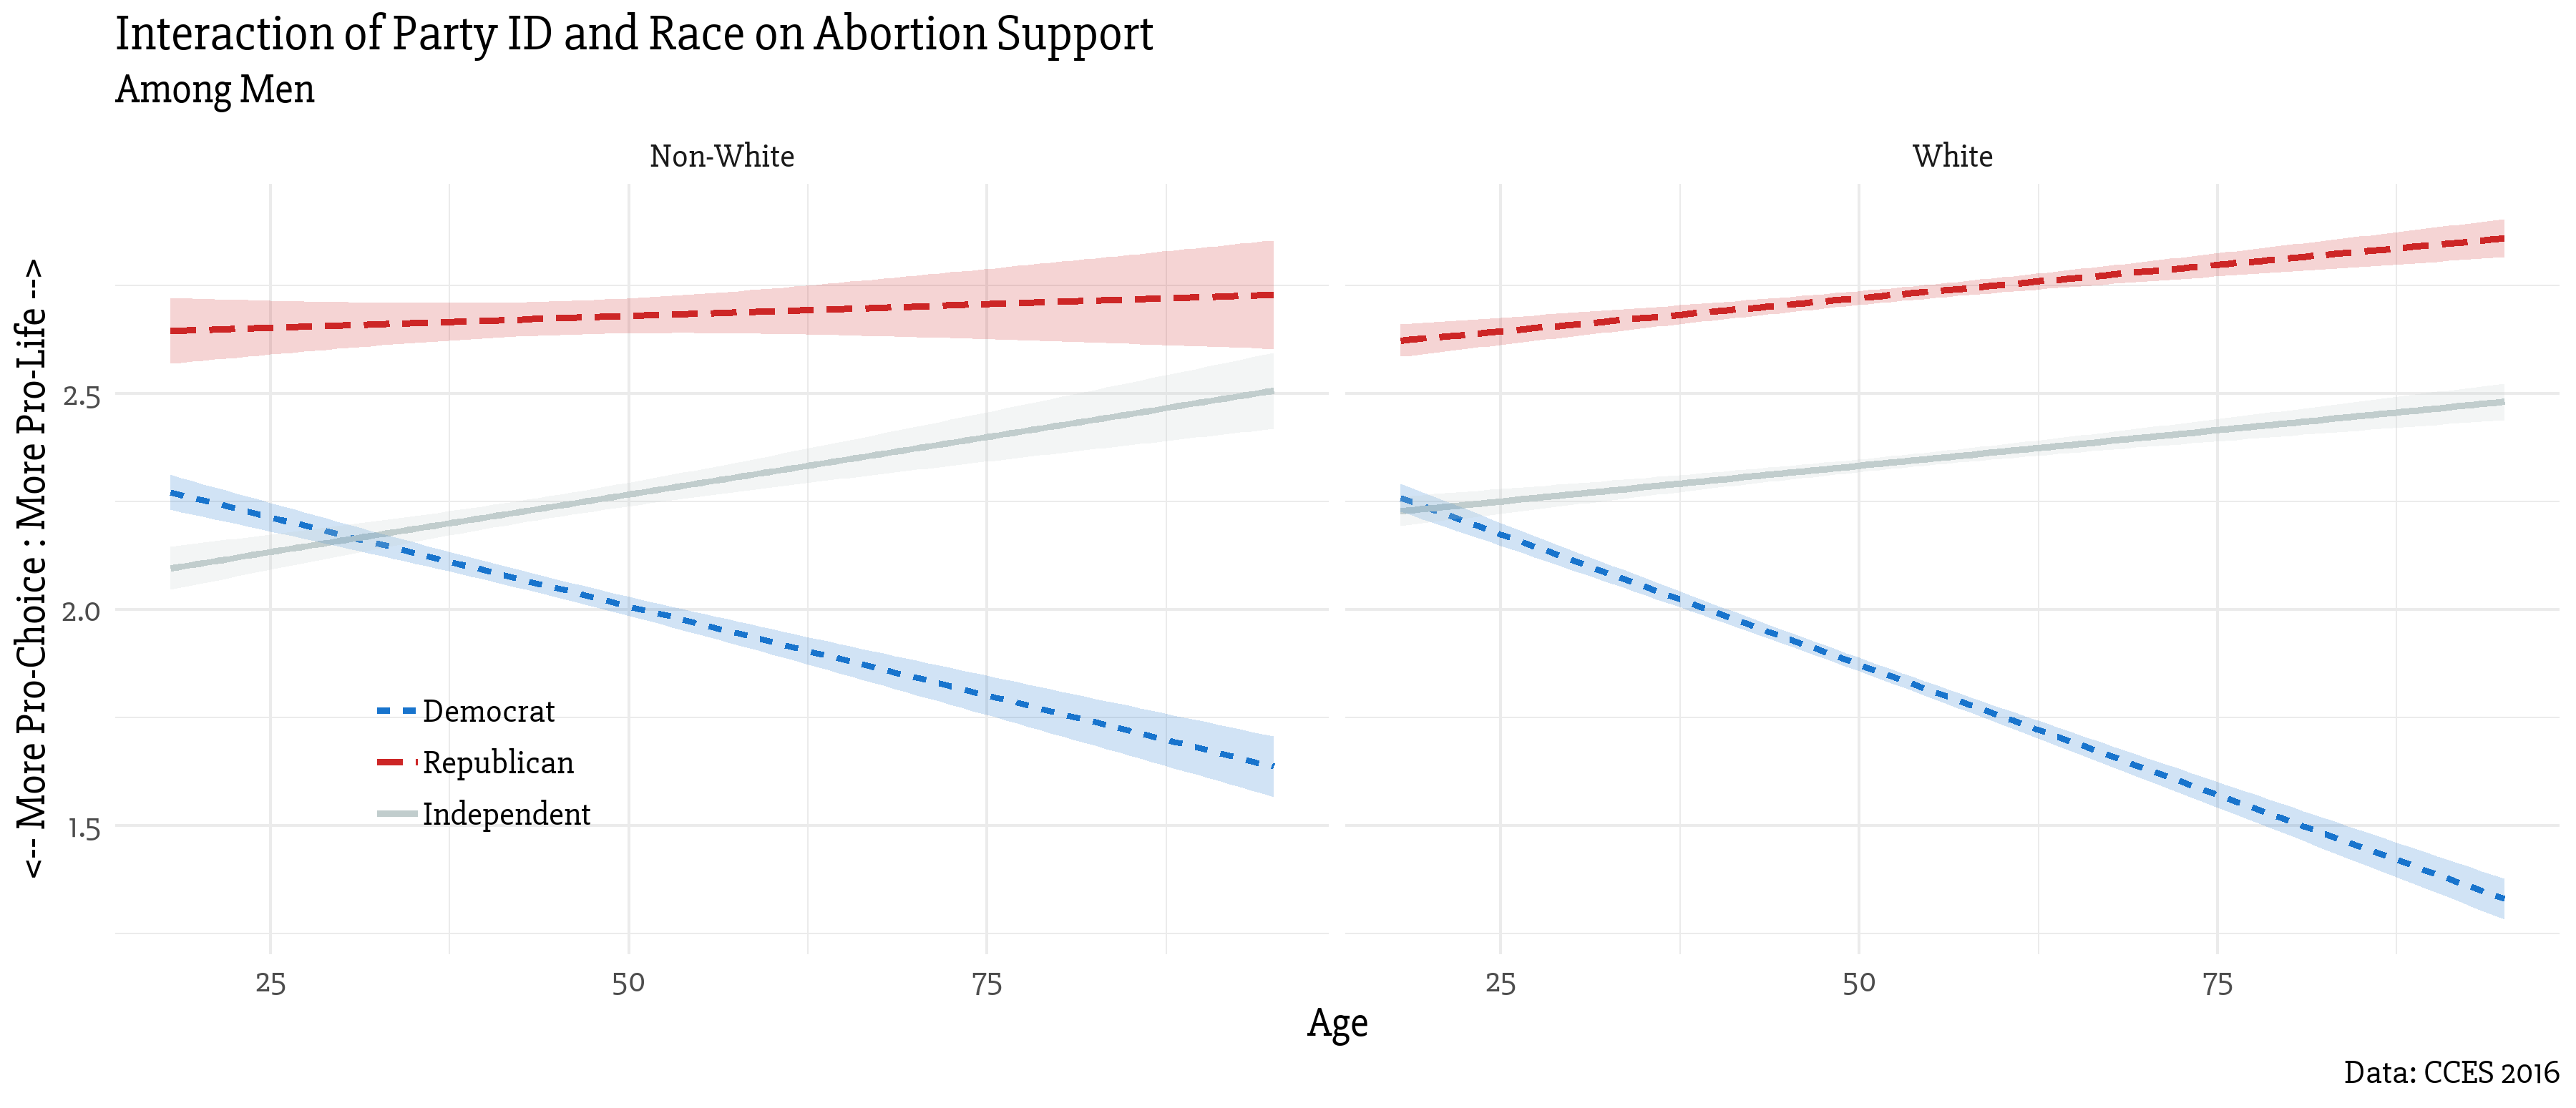 Interaction of Party ID and Race on Abortion Support
Among Men
Non-White
White
<-- More Pro-Choice : More Pro-Life -->
2.5
2.0
1.5
Democrat
Republican
Independent
25
50
75
25
50
75
Age
Data: CCES 2016